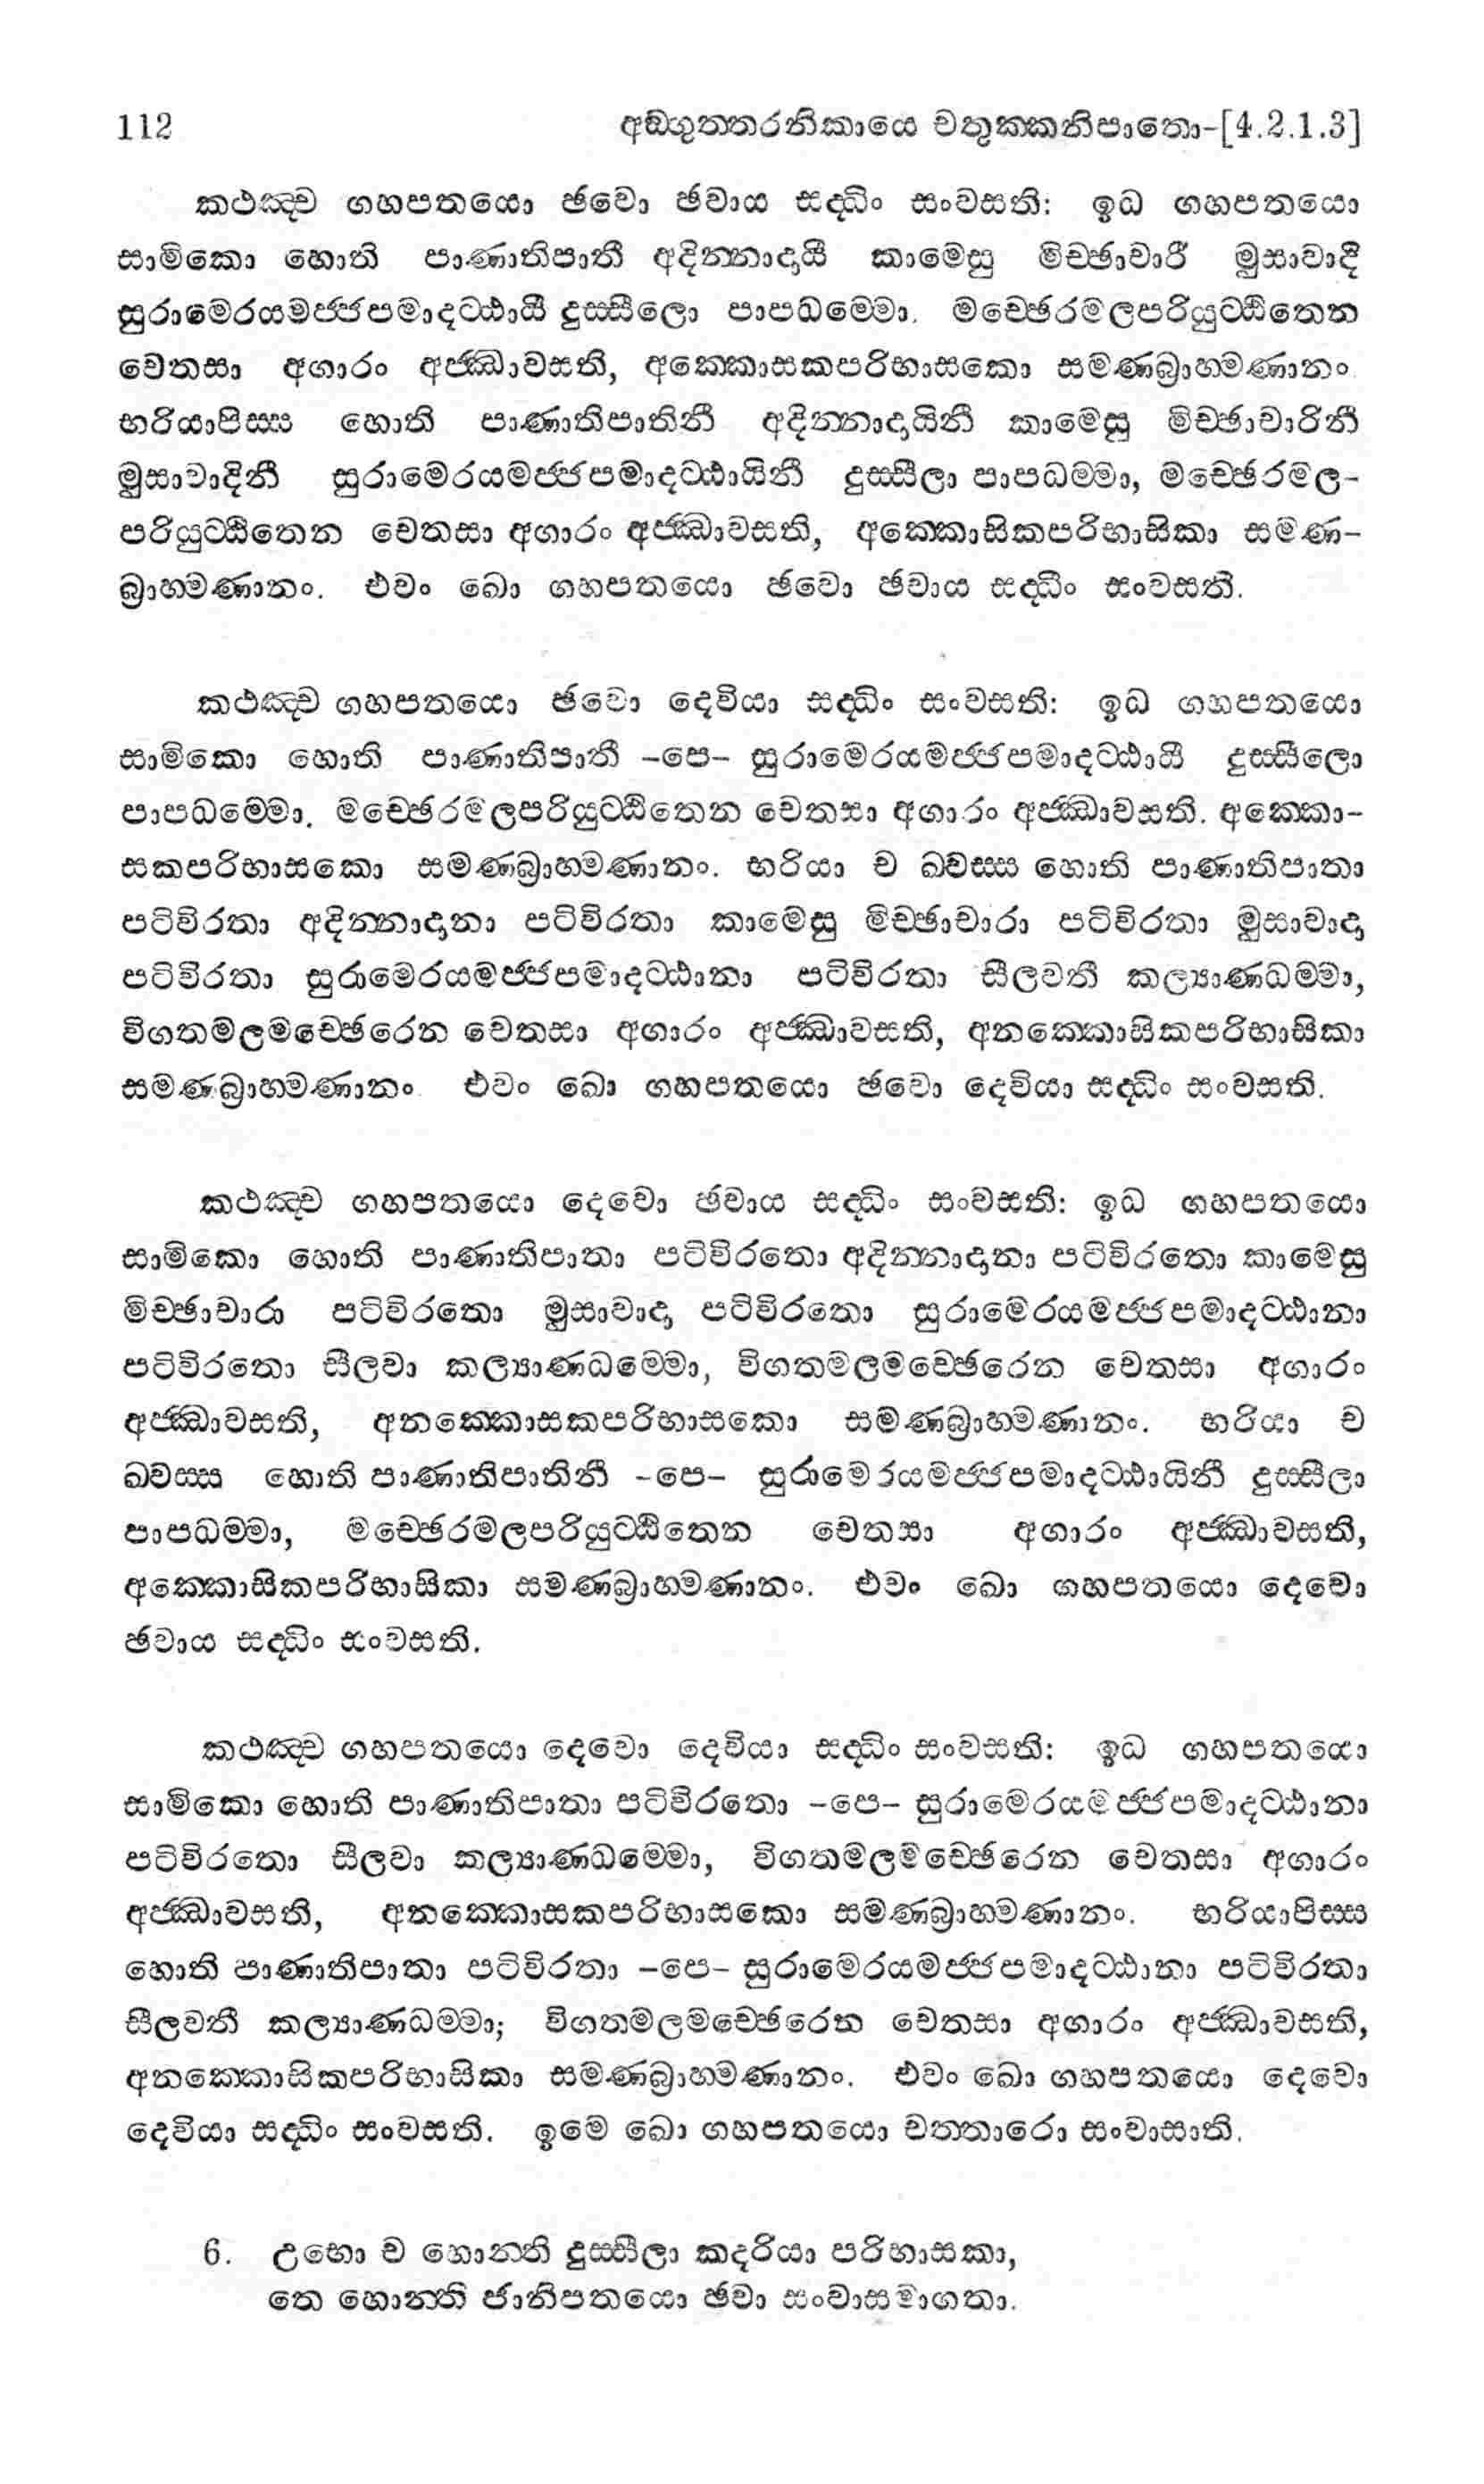 112 අඞ්ගුත්තරනිකායෙ චතුක්කනිපාතො-[4.2.1.3]
කථඤ්ච ගහපතයො ඡවො ඡවාය සද්ධිං සංවසති: ඉධ ගහපතයො
සාමිකො හොති පාණාතිපාතී අදින්නාදායී කාමෙසු මිච්ඡාචාරී මුසාවාදී
සුරාමෙරයමජ්ජපමාදට්ඨායී දුස්සීලො පාපධම්මො. මච්ඡෙරමලපරියුට්ඨිතෙන
චෙතසා අගාරං අජ්ඣාවසති, අක්කොසකපරිභාසකො සමණබ්‍රාහ්මණානං.
භරියාපිස්ස හොති පාණාතිපාතිනී අදින්නාදායිනී කාමෙසු මිච්ඡාචාරිනී
මුසාවාදිනී සුරාමෙරයමජ්ජපමාදට්ඨායිනී දුස්සීලා පාපධම්මා, මච්ඡෙරමල-
පරියුට්ඨිතෙන චෙතසා අගාරං අජ්ඣාවසති, අක්කොසිකපරිභාසිකා සමණ-
බ්‍රාහ්මණානං. එවං ඛො ගහපතයො ඡවො ඡවාය සද්ධිං සංවසති.
කථඤ්ච ගහපතයො ඡවො දෙවියා සද්ධිං සංවසති: ඉධ ගහපතයො
සාමිකො හොති පාණාතිපාතී -පෙ- සුරාමෙරයමජ්ජපමාදට්ඨායී දුස්සීලො
පාපධම්මො. මච්ඡෙරමලපරියුට්ඨිතෙන චෙතසා අගාරං අජ්ඣාවසති. අක්කො-
සකපරිභාසකො සමණබ්‍රාහ්මණානං. භරියා ච ඛ්වස්ස හොති පාණාතිපාතා
පටිවිරතා අදින්නාදානා පටිවිරතා කාමෙසු මිච්ඡාචාරා පටිවිරතා මුසාවාදා
පටිවිරතා සුරාමෙරයමජ්ජපමාදට්ඨානා පටිවිරතා සීලවතී කල්‍යාණධම්මා,
විගතමලමච්ඡෙරෙන චෙතසා අගාරං අජ්ඣාවසති, අනක්කොසිකපරිභාසිකා
සමණබ්‍රාහ්මණානං. එවං ඛො ගහපතයො ඡවො දෙවියා සද්ධිං සංවසති.
කථඤ්ච ගහපතයො දෙවො ඡවාය සද්ධිං සංවසති: ඉධ ගහපතයො
සාමිකො හොති පාණාතිපාතා පටිවිරතො අදින්නාදානා පටිවිරතො කාමෙසු
මිච්ඡාචාරා පටිවිරතො මුසාවාදා පටිවිරතො සුරාමෙරයමජ්ජපමාදට්ඨානා
පටිවිරතො සීලවා කල්‍යාණධම්මො, විගතමලමච්ඡෙරෙන චෙතසා අගාරං
අජ්ඣාවසති, අනක්කොසකපරිභාසකො සමණබ්‍රාහ්මණානං. භරියා ච
ඛ්වස්ස හොති පාණාතිපාතිනී -පෙ- සුරාමෙරයමජ්ජපමාදට්ඨායිනී දුස්සීලා
පාපධම්මා, මච්ඡෙරමලපරියුට්ඨිතෙන චෙතසා අගාරං අජ්ඣාවසති,
අක්කොසිකපරිභාසිකා සමණබ්‍රාහ්මණානං. එවං ඛො ගහපතයො දෙවො
ඡවාය සද්ධිං සංවසති.
කථඤ්ච ගහපතයො දෙවො දෙවියා සද්ධිං සංවසති: ඉධ ගහපතයො
සාමිකො හොති පාණාතිපාතා පටිවිරතො -පෙ- සුරාමෙරයමජ්ජපමාදට්ඨානා
පටිවිරතො සීලවා කල්‍යාණධම්මො, විගතමලමච්ඡෙරෙන චෙතසා අගාරං
අජ්ඣාවසති, අනක්කොසකපරිභාසකො සමණබ්‍රාහ්මණානං. භරියාපිස්ස
හොති පාණාතිපාතා පටිවිරතා -පෙ- සුරාමෙරයමජ්ජපමාදට්ඨානා පටිවිරතා
සීලවතී කල්‍යාණධම්මා; විගතමලමච්ඡෙරෙන චෙතසා අගාරං අජ්ඣාවසති,
අනක්කොසිකපරිභාසිකා සමණබ්‍රාහ්මණානං. එවං ඛො ගහපතයො දෙවො
දෙවියා සද්ධිං සංවසති. ඉමෙ ඛො ගහපතයො චත්තාරො සංවාසාති.
6. උභො ච හොන්ති දුස්සීලා කදරියා පරිභාසකා,
තෙ හොන්ති ජානිපතයො ඡවා සංවාසමාගතා.